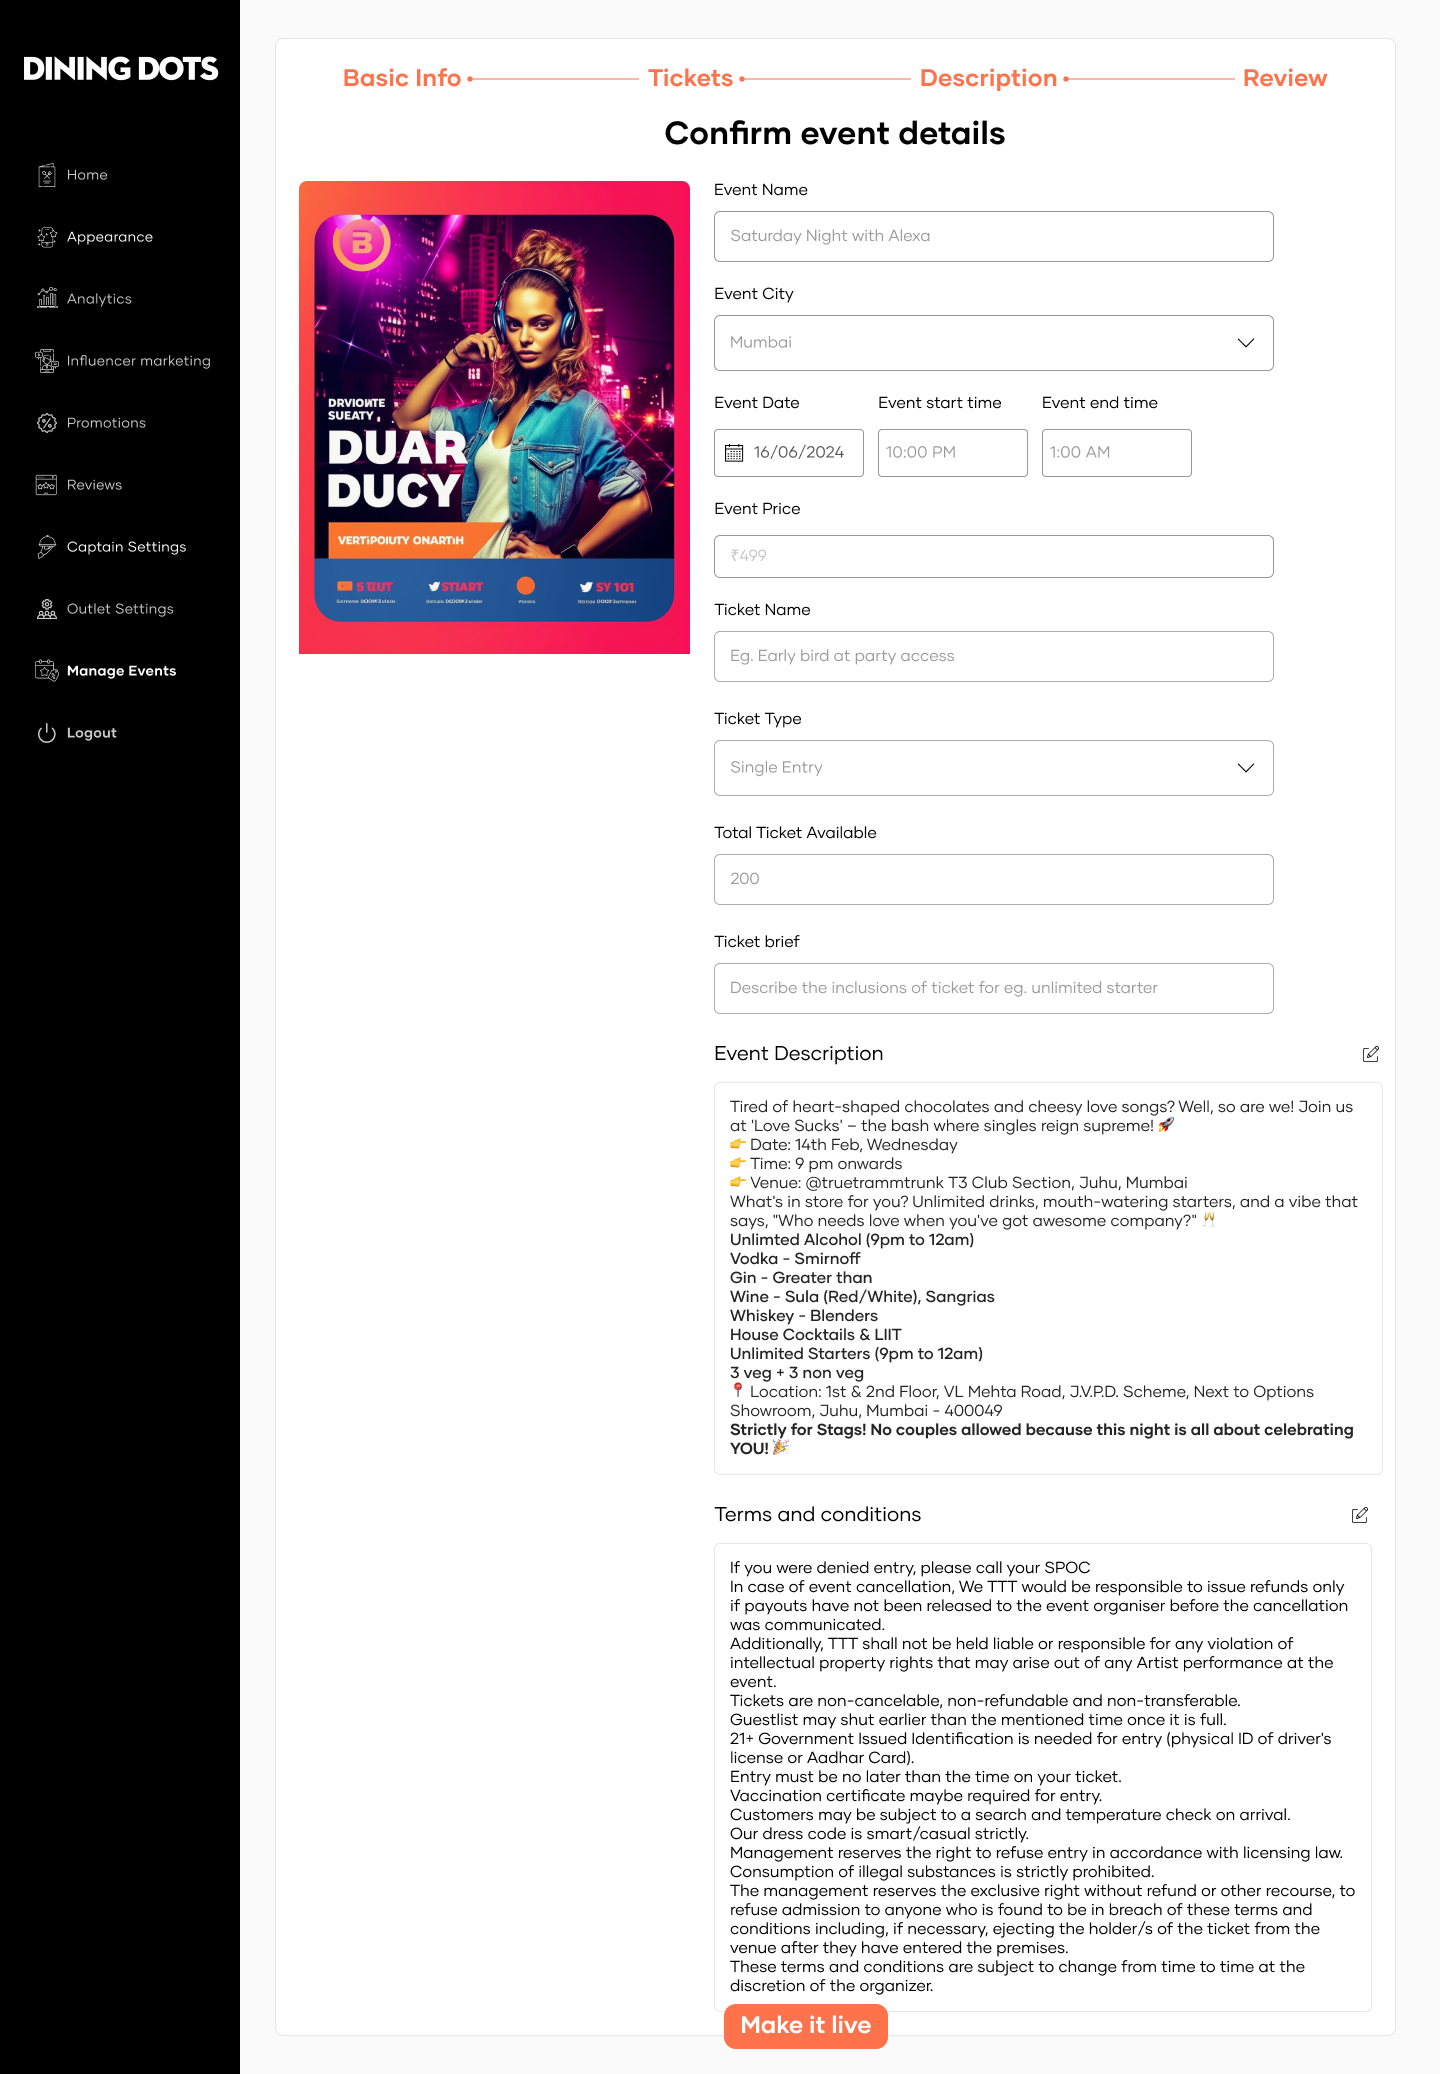 DINING DOTS
Home
Appearance
Analytics
Influencer marketing
Promotions
Reviews
Captain Settings
Outlet Settings
Manage Events
Logout
Basic Info
Tickets
Description
Review
Confirm event details
B
DRVIOWTE
SUEATY
DUAR
DUCY
VERTIPOIUTY ONARTIH
STIART
SY 101
Event Name
Saturday Night with Alexa
Event City
Mumbai
Event Date
Event start time
Event end time
16/06/2024
10:00 PM
1:00 AM
Event Price
₹499
Ticket Name
Eg. Early bird at party access
Ticket Type
Single Entry
Total Ticket Available
200
Ticket brief
Describe the inclusions of ticket for eg. unlimited starter
Event Description
Tired of heart-shaped chocolates and cheesy love songs? Well, so are we! Join us
at 'Love Sucks' – the bash where singles reign supreme! 🚀
👉 Date: 14th Feb, Wednesday
👉 Time: 9 pm onwards
👉 Venue: @truetrammtrunk T3 Club Section, Juhu, Mumbai
What's in store for you? Unlimited drinks, mouth-watering starters, and a vibe that
says, "Who needs love when you've got awesome company?" 🥂
Unlimted Alcohol (9pm to 12am)
Vodka - Smirnoff
Gin - Greater than
Wine - Sula (Red/White), Sangrias
Whiskey - Blenders
House Cocktails & LIIT
Unlimited Starters (9pm to 12am)
3 veg + 3 non veg
📍 Location: 1st & 2nd Floor, VL Mehta Road, J.V.P.D. Scheme, Next to Options
Showroom, Juhu, Mumbai - 400049
Strictly for Stags! No couples allowed because this night is all about celebrating
YOU! 🎉
Terms and conditions
If you were denied entry, please call your SPOC
In case of event cancellation, We TTT would be responsible to issue refunds only
if payouts have not been released to the event organiser before the cancellation
was communicated.
Additionally, TTT shall not be held liable or responsible for any violation of
intellectual property rights that may arise out of any Artist performance at the
event.
Tickets are non-cancelable, non-refundable and non-transferable.
Guestlist may shut earlier than the mentioned time once it is full.
21+ Government Issued Identification is needed for entry (physical ID of driver's
license or Aadhar Card).
Entry must be no later than the time on your ticket.
Vaccination certificate maybe required for entry.
Customers may be subject to a search and temperature check on arrival.
Our dress code is smart/casual strictly.
Management reserves the right to refuse entry in accordance with licensing law.
Consumption of illegal substances is strictly prohibited.
The management reserves the exclusive right without refund or other recourse, to
refuse admission to anyone who is found to be in breach of these terms and
conditions including, if necessary, ejecting the holder/s of the ticket from the
venue after they have entered the premises.
These terms and conditions are subject to change from time to time at the
discretion of the organizer.
Make it live